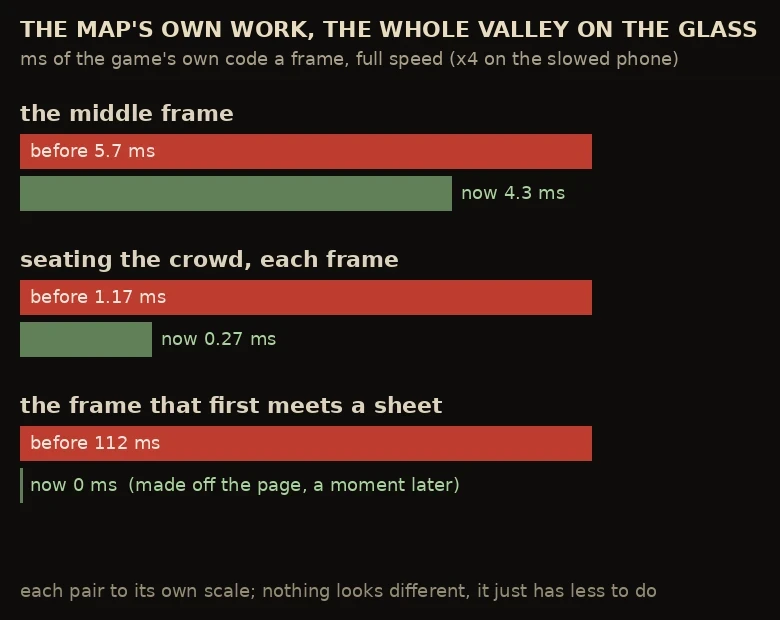 THE MAP'S OWN WORK, THE WHOLE VALLEY ON THE GLASS
ms of the game's own code a frame, full speed (x4 on the slowed phone)
the middle frame
before 5.7 ms
now 4.3 ms
seating the crowd, each frame
before 1.17 ms
now 0.27 ms
the frame that first meets a sheet
before 112 ms
now 0 ms (made off the page, a moment later)
each pair to its own scale; nothing looks different, it just has less to do